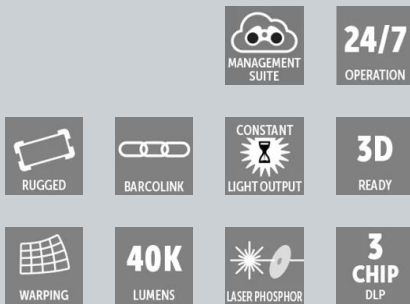 MANAGEMENT
SUITE
24/7
OPERATION
RUGGED
BARCOLINK
CONSTANT
LIGHT OUTPUT
3D
READY
WARPING
40K
LUMENS
LASER PHOSPHOR
3
CHIP
DLP